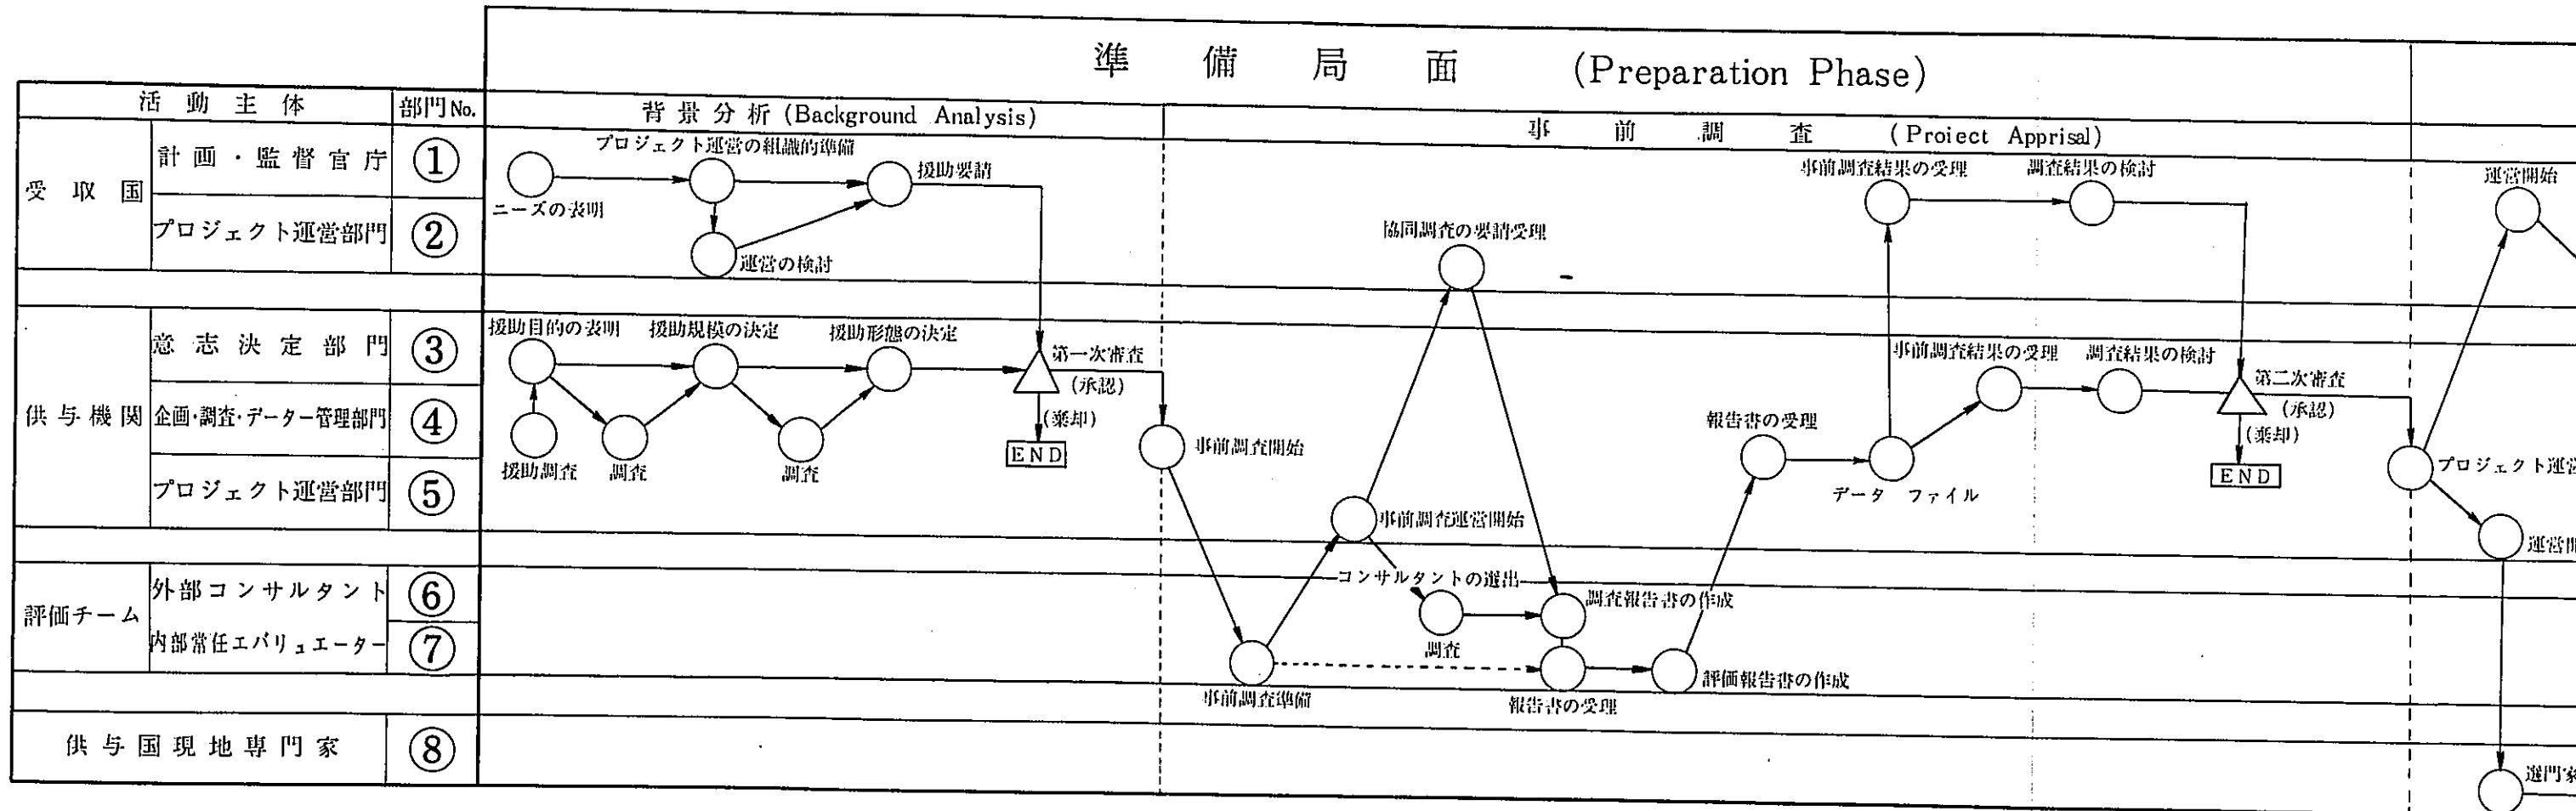 準備局面 (Preparation Phase)
活動主体 部門No.
背景分析 (Background Analysis)
事前調査 (Proiect Apprisal)
受取国
計画・監督官庁 ①
プロジェクト運営部門 ②
供与機関
意志決定部門 ③
企画・調査・データー管理部門 ④
プロジェクト運営部門 ⑤
評価チーム
外部コンサルタント ⑥
内部常任エバリュエーター ⑦
供与国現地専門家 ⑧
ニーズの表明
プロジェクト運営の組識的準備
援助要請
運営の検討
援助目的の表明
援助規模の決定
援助形態の決定
第一次審査
(承認)
(棄却)
END
援助調査
調査
調査
事前調査開始
協同調査の要請受理
事前調査運営開始
コンサルタントの選出
調査
調査報告書の作成
事前調査準備
報告書の受理
評価報告書の作成
報告書の受理
データ ファイル
事前調査結果の受理
調査結果の検討
事前調査結果の受理
調査結果の検討
第二次審査
(承認)
(棄却)
END
運営開始
プロジェクト運営
運営開
選門家